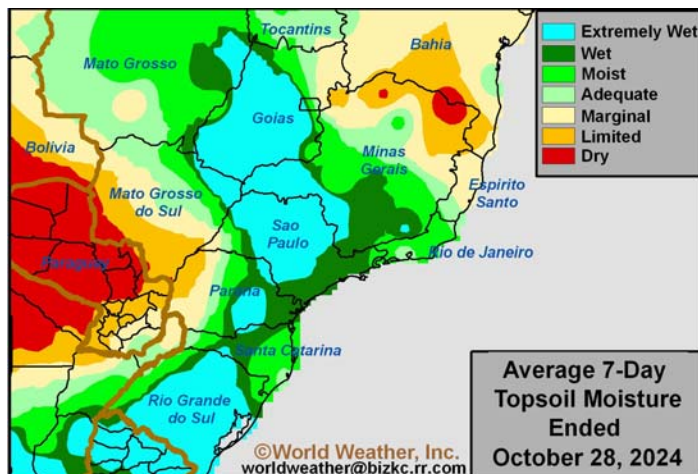 Tocantins
Bahia
Mato Grosso
Goias
Bolivia
Minas
Gerais
Mato Grosso
do Sul
Espirito
Santo
Sao
Paulo
Rio de Janeiro
Paraguay
Parana
Santa Catarina
Rio Grande
do Sul
Extremely Wet
Wet
Moist
Adequate
Marginal
Limited
Dry
Average 7-Day
Topsoil Moisture
Ended
October 28, 2024
©World Weather, Inc.
worldweather@bizkc.rr.com